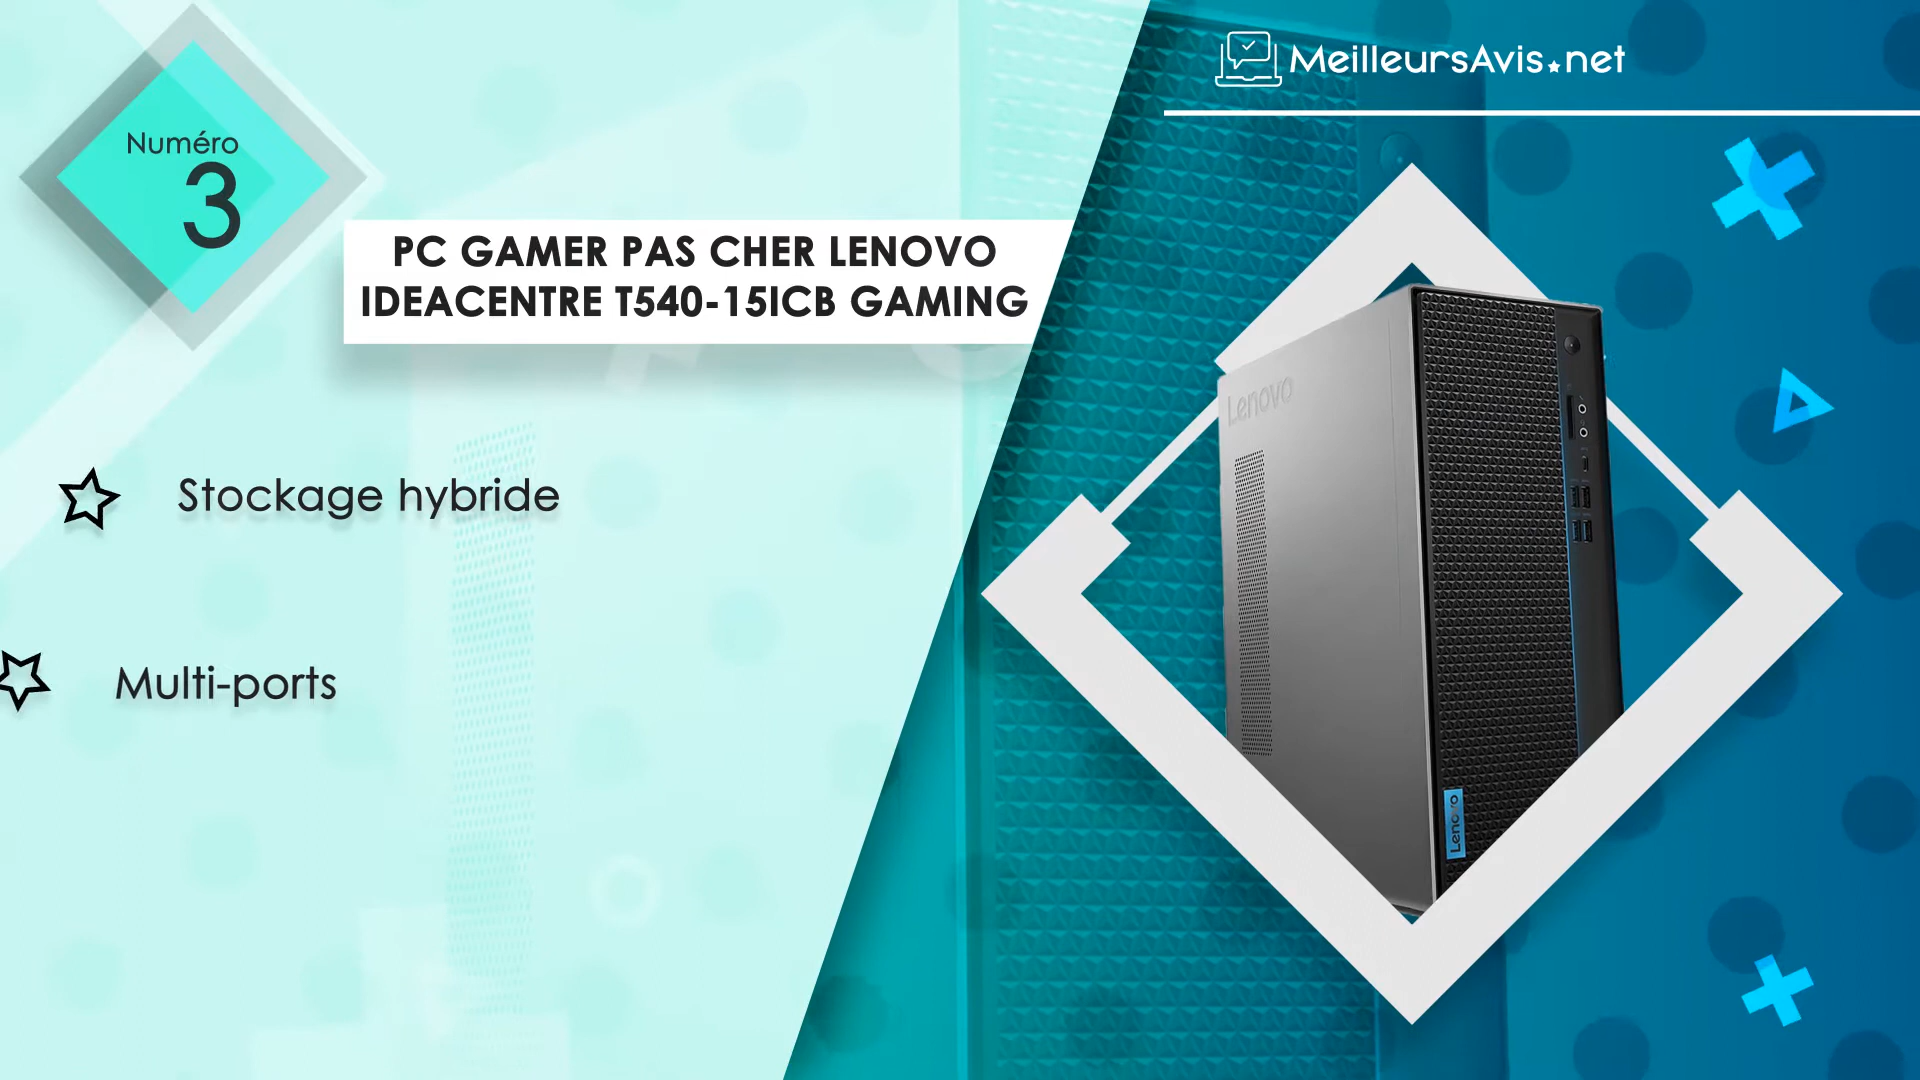 MeilleursAvis.net
Numéro
3
PC GAMER PAS CHER LENOVO
IDEACENTRE T540-15ICB GAMING
Stockage hybride
Multi-ports
Lenovo
Lenovo